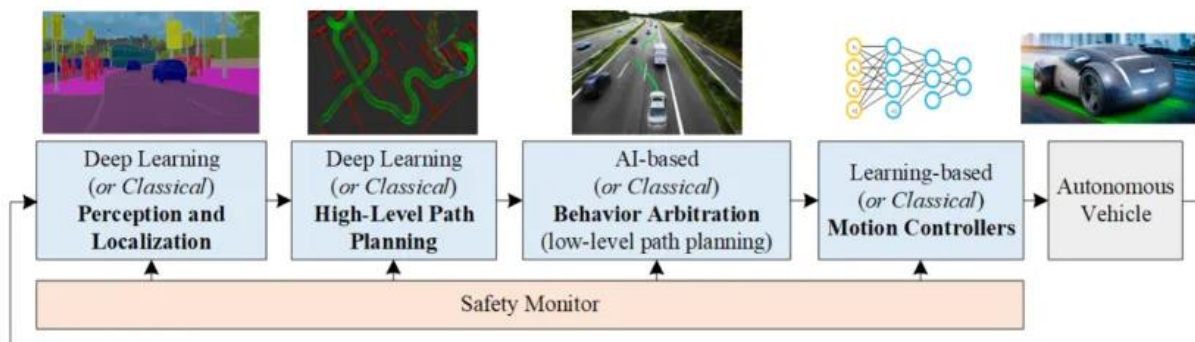 Deep Learning
(or Classical)
Perception and
Localization
Deep Learning
(or Classical)
High-Level Path
Planning
AI-based
(or Classical)
Behavior Arbitration
(low-level path planning)
Learning-based
(or Classical)
Motion Controllers
Autonomous
Vehicle
Safety Monitor